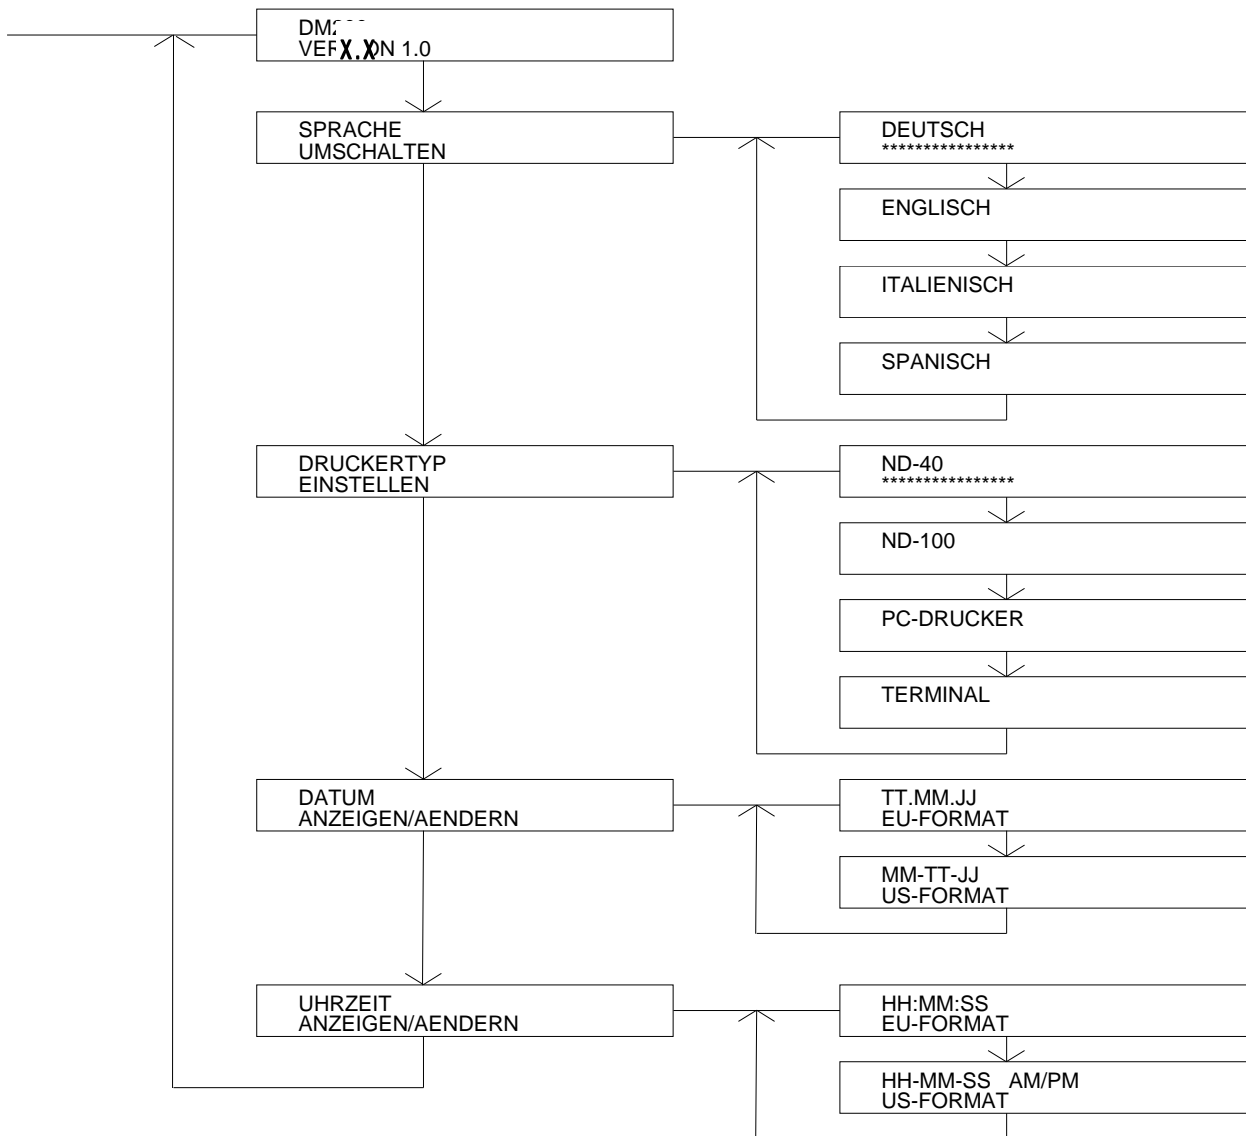 X.X
1.0
SPRACHE
UMSCHALTEN
DEUTSCH
****************
ENGLISCH
ITALIENISCH
SPANISCH
DRUCKERTYP
EINSTELLEN
ND-40
****************
ND-100
PC-DRUCKER
TERMINAL
DATUM
ANZEIGEN/AENDERN
TT.MM.JJ
EU-FORMAT
MM-TT-JJ
US-FORMAT
UHRZEIT
ANZEIGEN/AENDERN
HH:MM:SS
EU-FORMAT
HH-MM-SS AM/PM
US-FORMAT